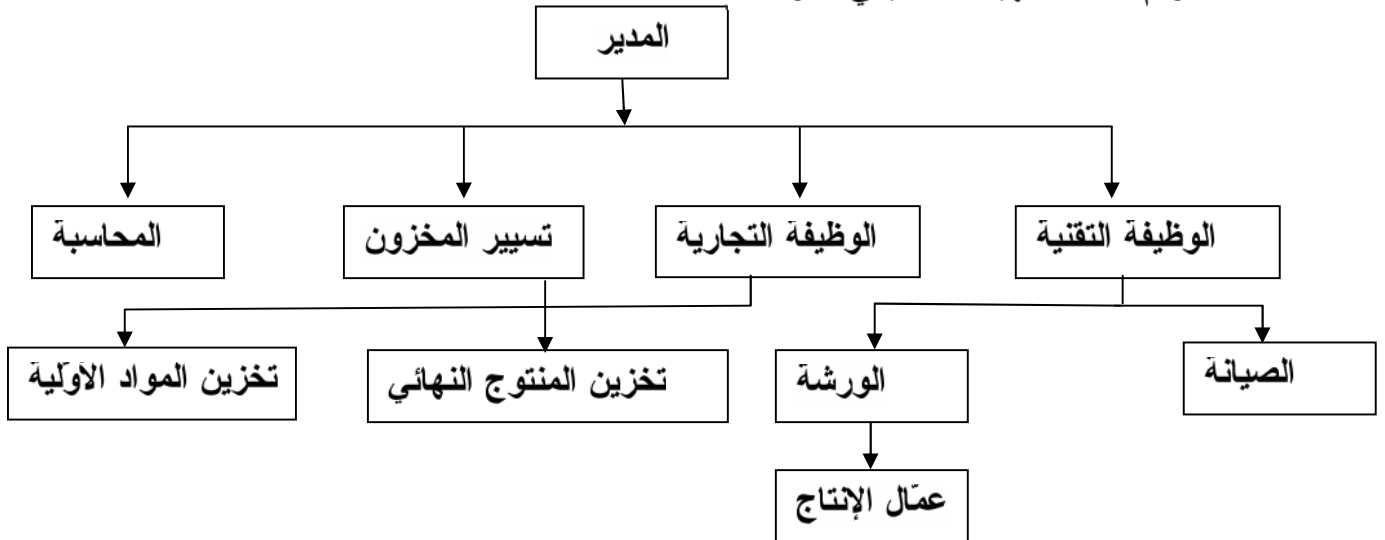 المدير
الوظيفة التقنية
الوظيفة التجارية
تسيير المخزون
المحاسبة
الصيانة
الورشة
تخزين المنتوج النهائي
تخزين المواد الأوّلية
عمّال الإنتاج